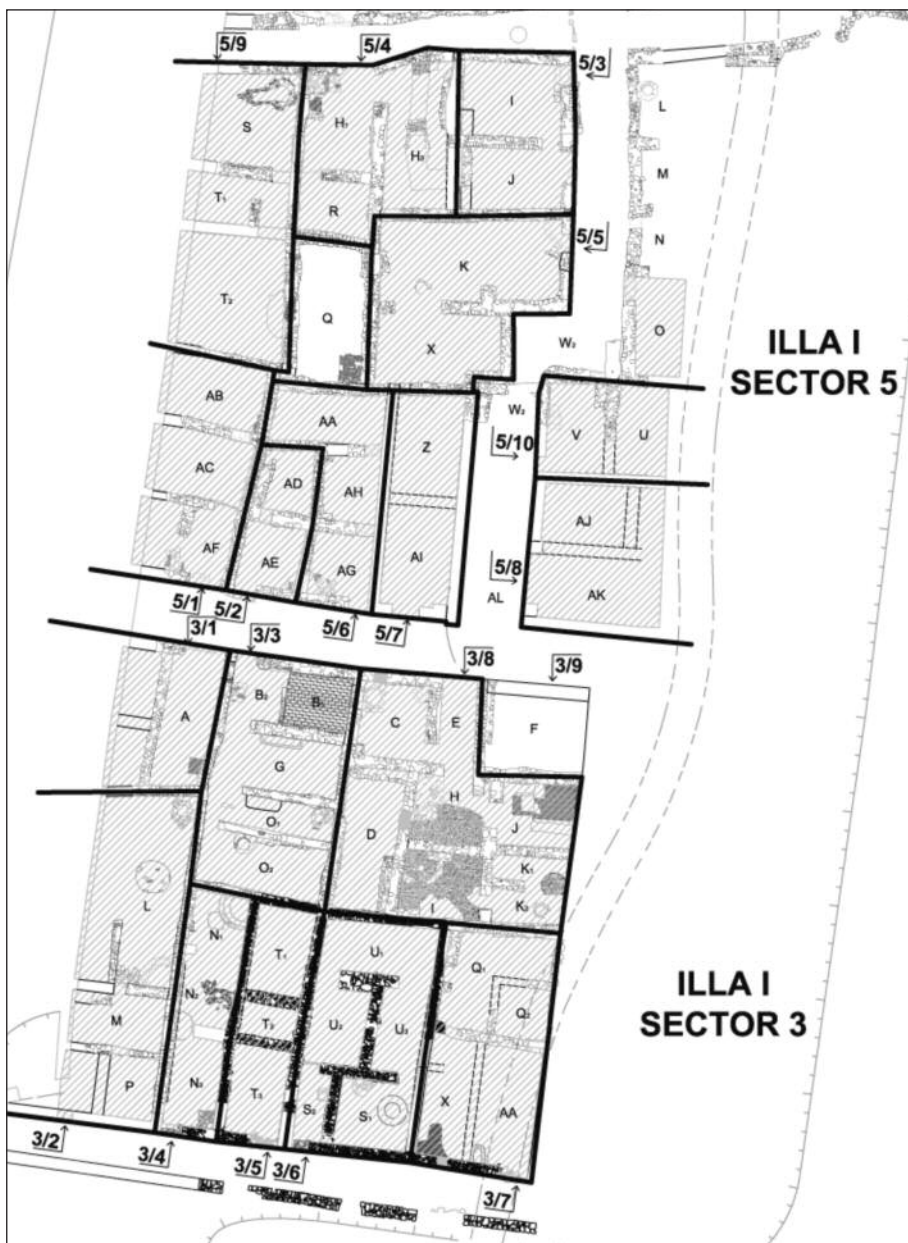 5/9 5/4 5/3
S H₁ H₂ I L
T₁ R J M
5/5
T₂ Q K N
X W₂ O
ILLA I
SECTOR 5
AB AA Z W₃ V U
5/10
AC AD AH
AF AE AG AI AJ
5/8
AL AK
5/1 5/2 5/6 5/7
3/1 3/3 3/8 3/9
A B₂ C E F
G H
O₁ D J
L O₂ K₁
I K₂
N₁ T₁ U₁ Q₁
ILLA I
SECTOR 3
N₂ T₂ U₂ U₃ Q₂
M
P N₃ T₃ S₂ S₁ X AA
3/2 3/4 3/5 3/6 3/7